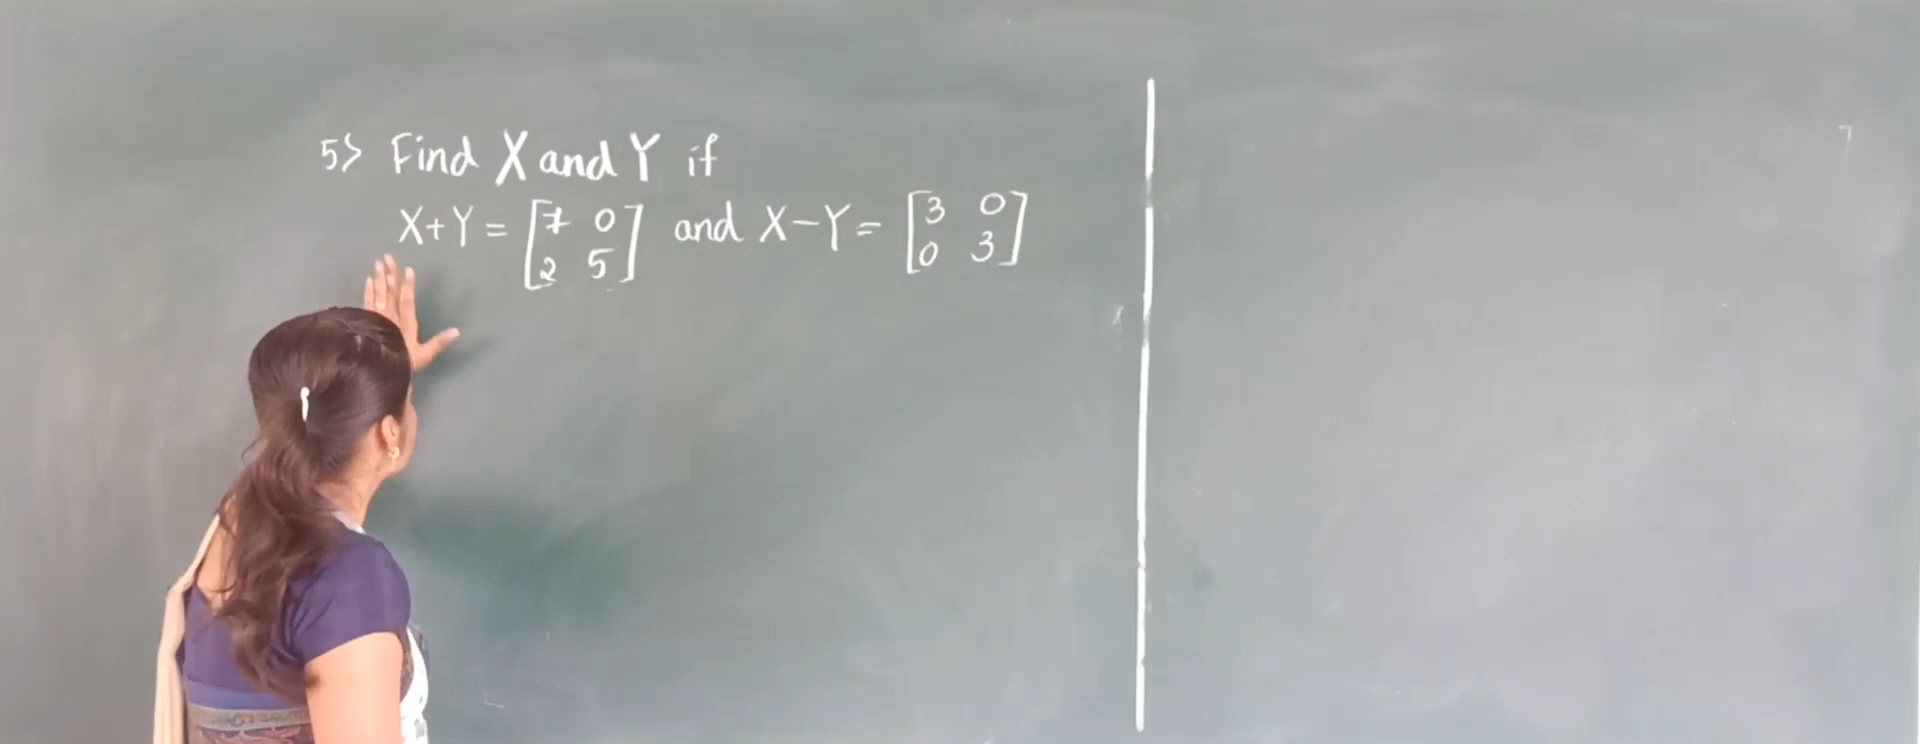 5> Find X and Y if
X+Y = [7 0 2 5] and X-Y = [3 0 0 3]